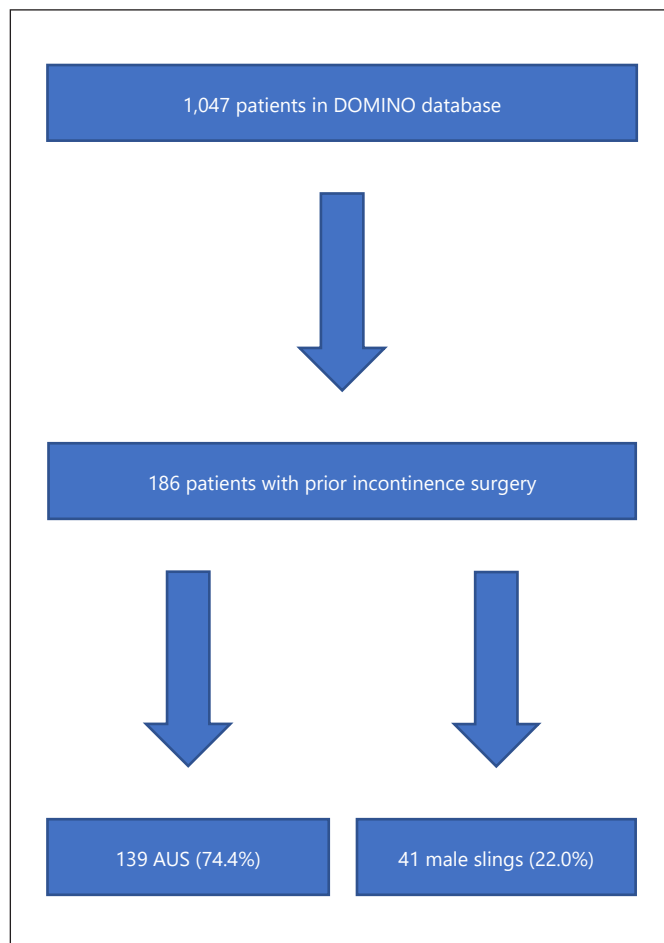 1,047 patients in DOMINO database
186 patients with prior incontinence surgery
139 AUS (74.4%)
41 male slings (22.0%)